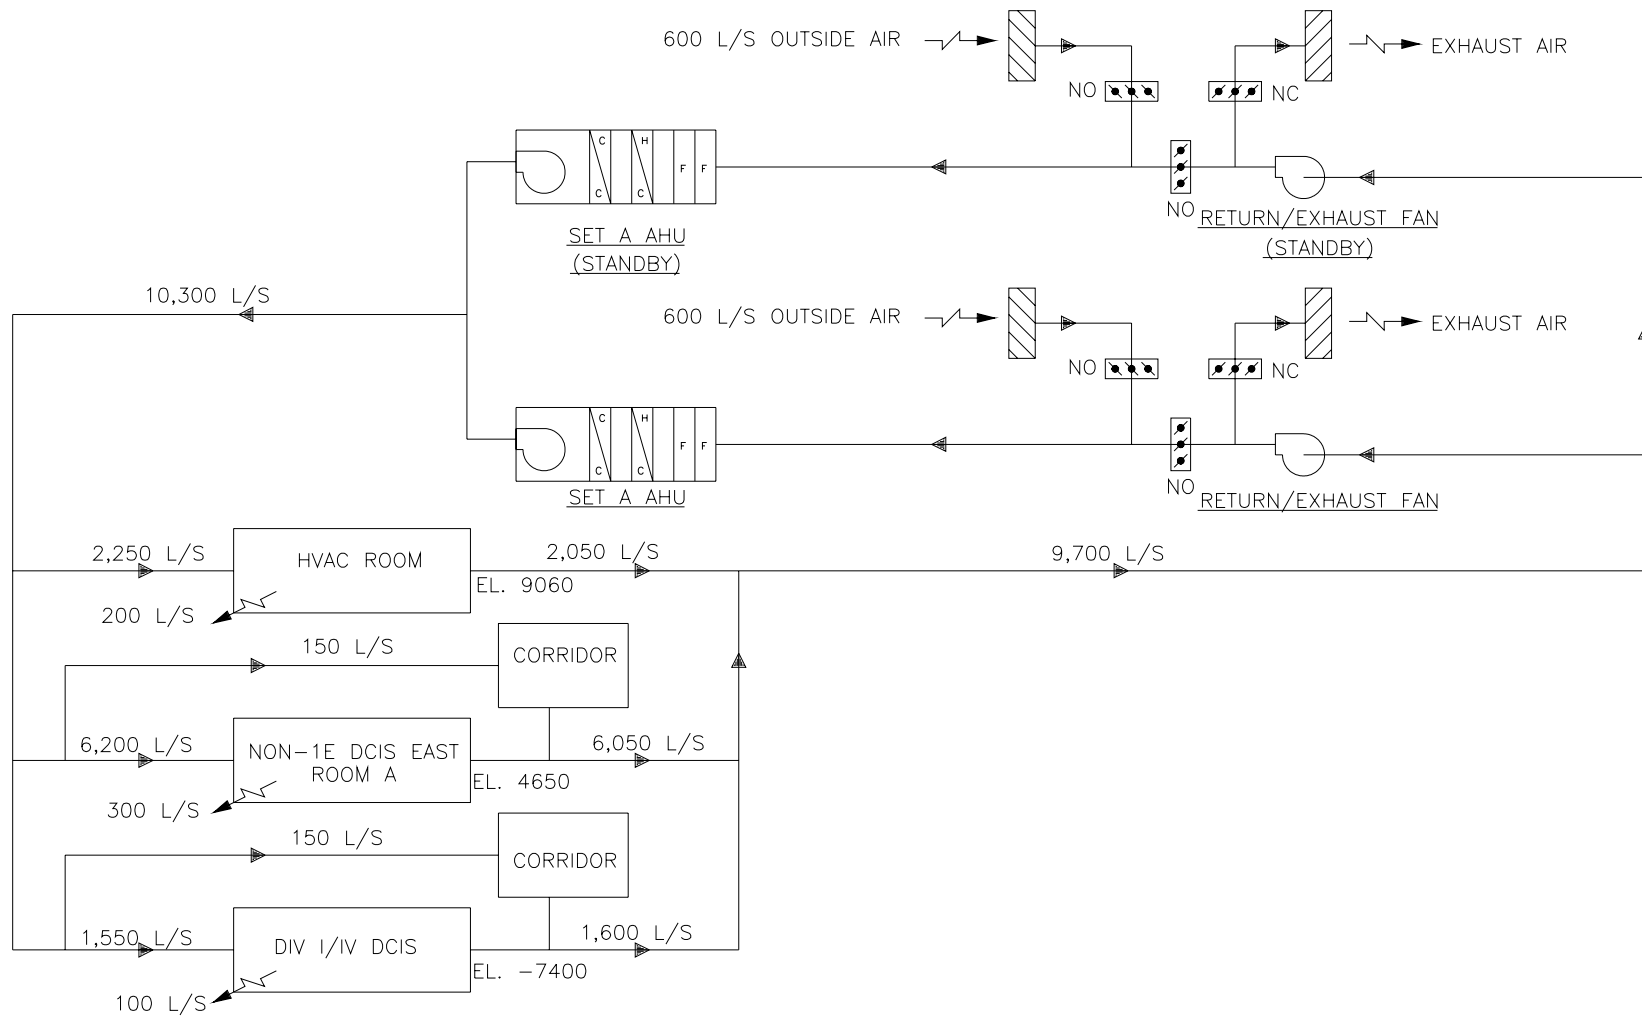 600 L/S OUTSIDE AIR
EXHAUST AIR
NO
NC
C
H
F
F
C
C
NO
SET A AHU
(STANDBY)
RETURN/EXHAUST FAN
(STANDBY)
10,300 L/S
600 L/S OUTSIDE AIR
EXHAUST AIR
NO
NC
C
H
F
F
C
C
NO
SET A AHU
RETURN/EXHAUST FAN
2,250 L/S
HVAC ROOM
2,050 L/S
9,700 L/S
EL. 9060
200 L/S
150 L/S
CORRIDOR
6,200 L/S
NON-1E DCIS EAST
ROOM A
6,050 L/S
EL. 4650
300 L/S
150 L/S
CORRIDOR
1,550 L/S
DIV I/IV DCIS
1,600 L/S
EL. -7400
100 L/S